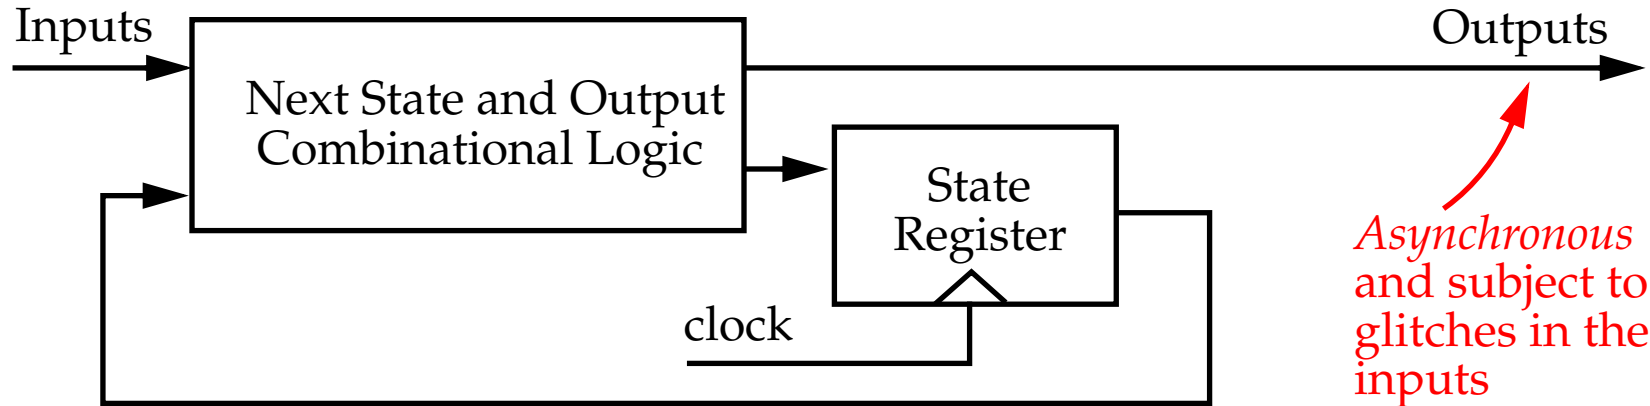 Inputs
Outputs
Next State and Output
Combinational Logic
State
Register
clock
Asynchronous
and subject to
glitches in the
inputs